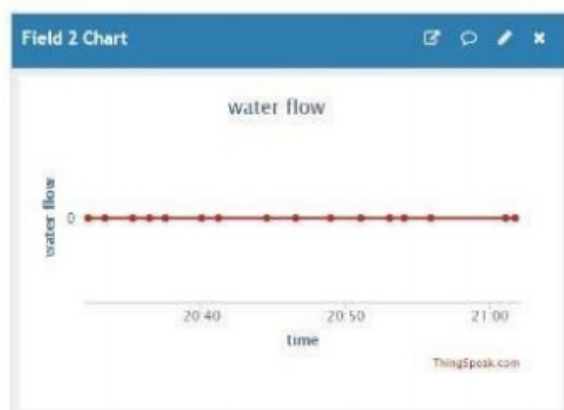 Field 2 Chart
water flow
water flow
0
20:40
20:50
21:00
time
ThingSpeak.com